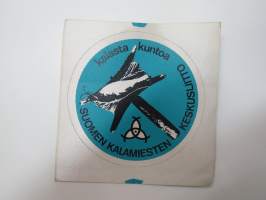 kalasta kuntoa
SUOMEN KALAMIESTEN
KESKUSLIITTO